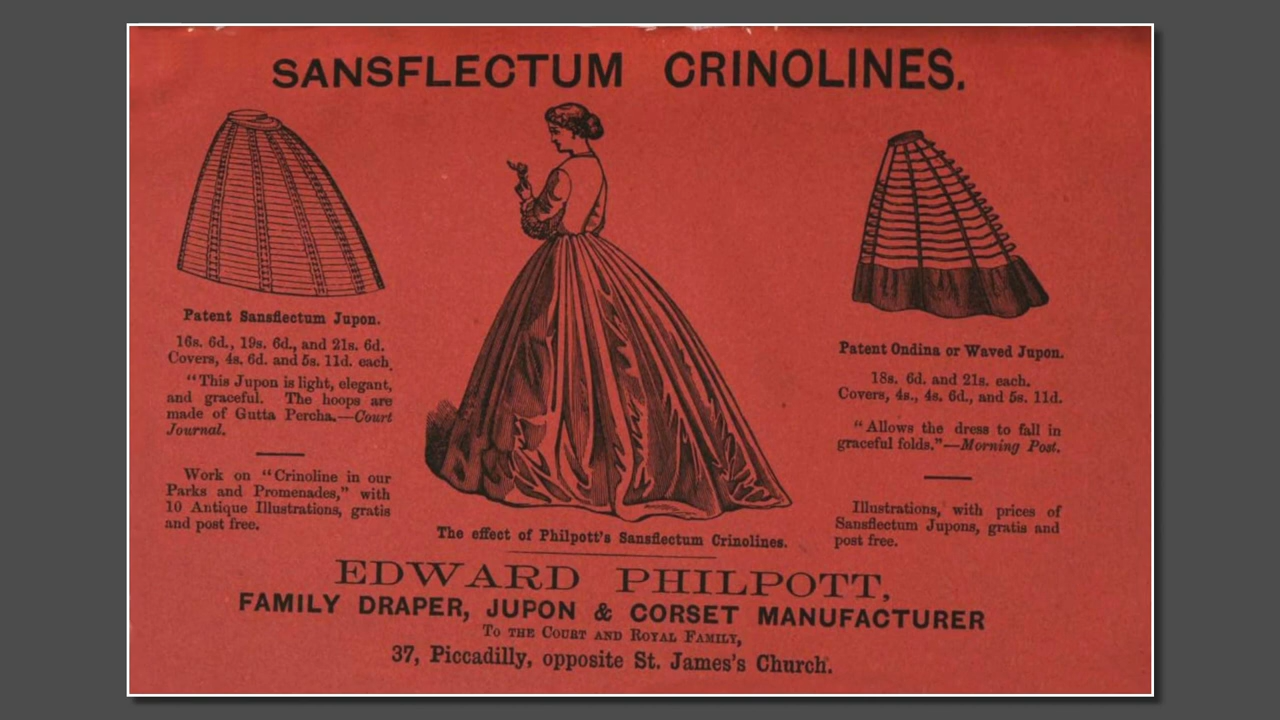 SANSFLECTUM CRINOLINES.
Patent Sansflectum Jupon.
16s. 6d., 19s. 6d., and 21s. 6d.
Covers, 4s. 6d. and 5s. 11d. each.
"This Jupon is light, elegant,
and graceful. The hoops are
made of Gutta Percha.—Court
Journal.
Work on "Crinoline in our
Parks and Promenades," with
10 Antique Illustrations, gratis
and post free.
The effect of Philpott's Sansflectum Crinolines.
Patent Ondina or Waved Jupon.
18s. 6d. and 21s. each.
Covers, 4s., 4s. 6d., and 5s. 11d.
"Allows the dress to fall in
graceful folds."—Morning Post.
Illustrations, with prices of
Sansflectum Jupons, gratis and
post free.
EDWARD PHILPOTT,
FAMILY DRAPER, JUPON & CORSET MANUFACTURER
TO THE COURT AND ROYAL FAMILY,
37, Piccadilly, opposite St. James's Church.